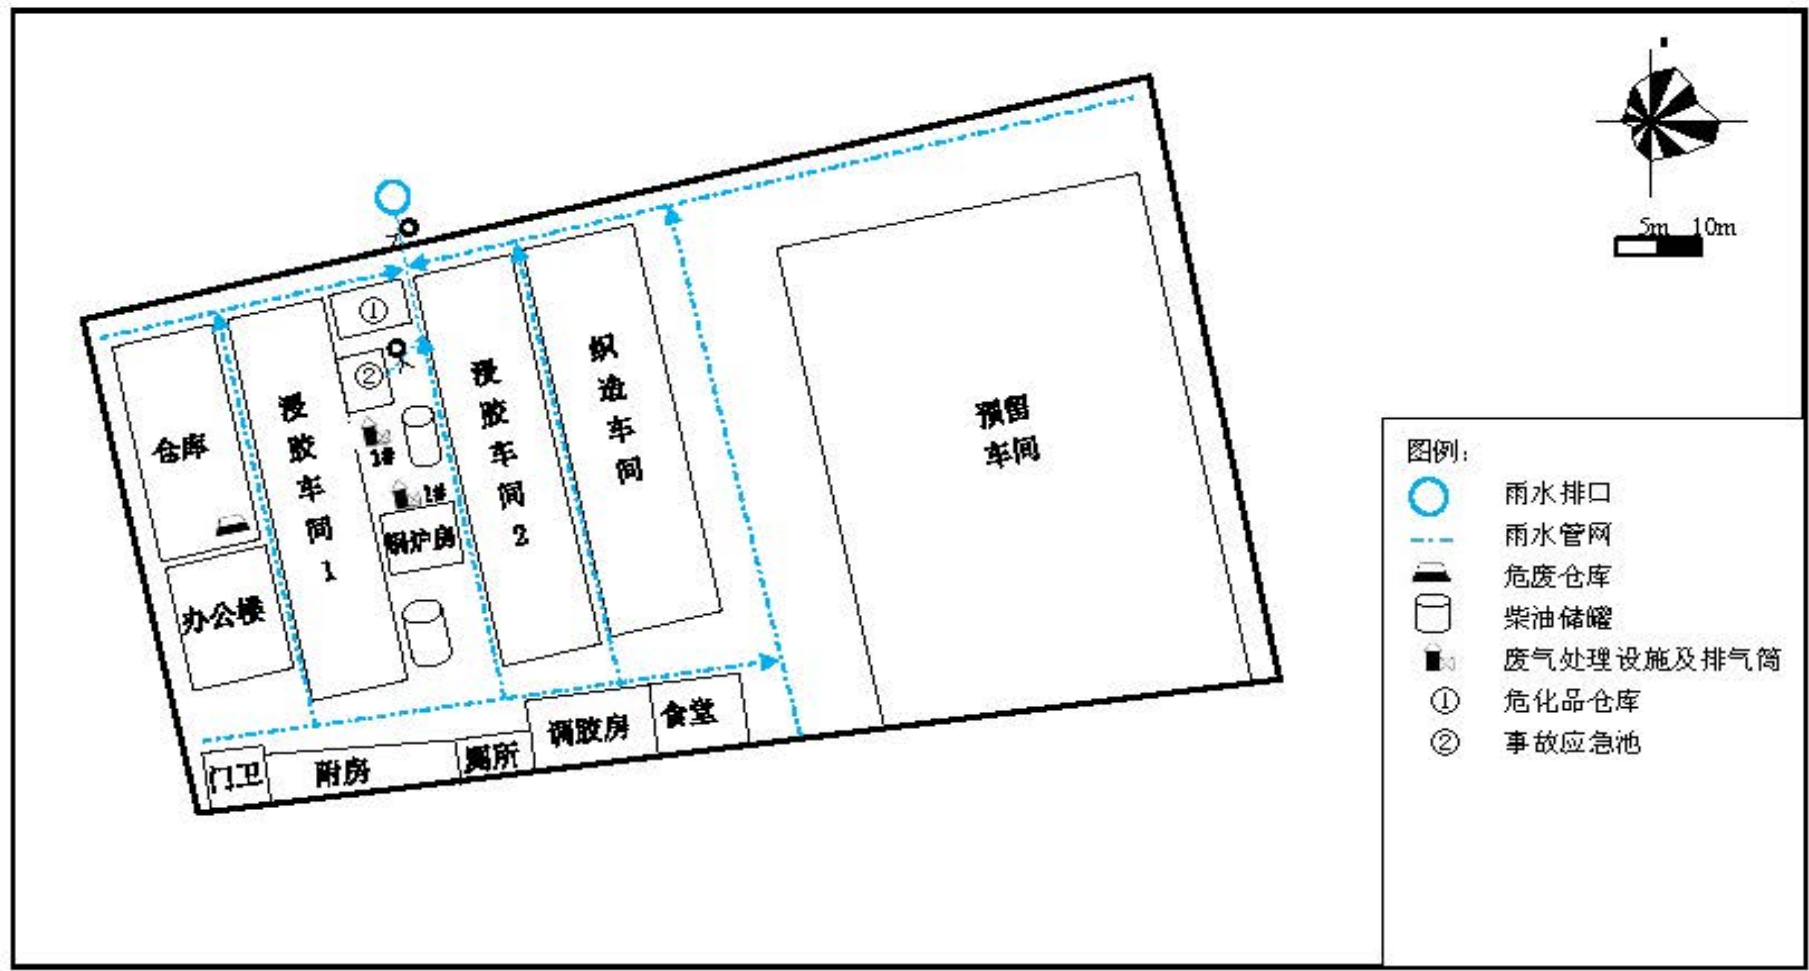 5m 10m
①
②
仓库
浸胶车间1
浸胶车间2
织造车间
预留
车间
1#
1#
锅炉房
办公楼
门卫
附房
厕所
调胶房
食堂
图例：
雨水排口
雨水管网
危废仓库
柴油储罐
废气处理设施及排气筒
① 危化品仓库
② 事故应急池